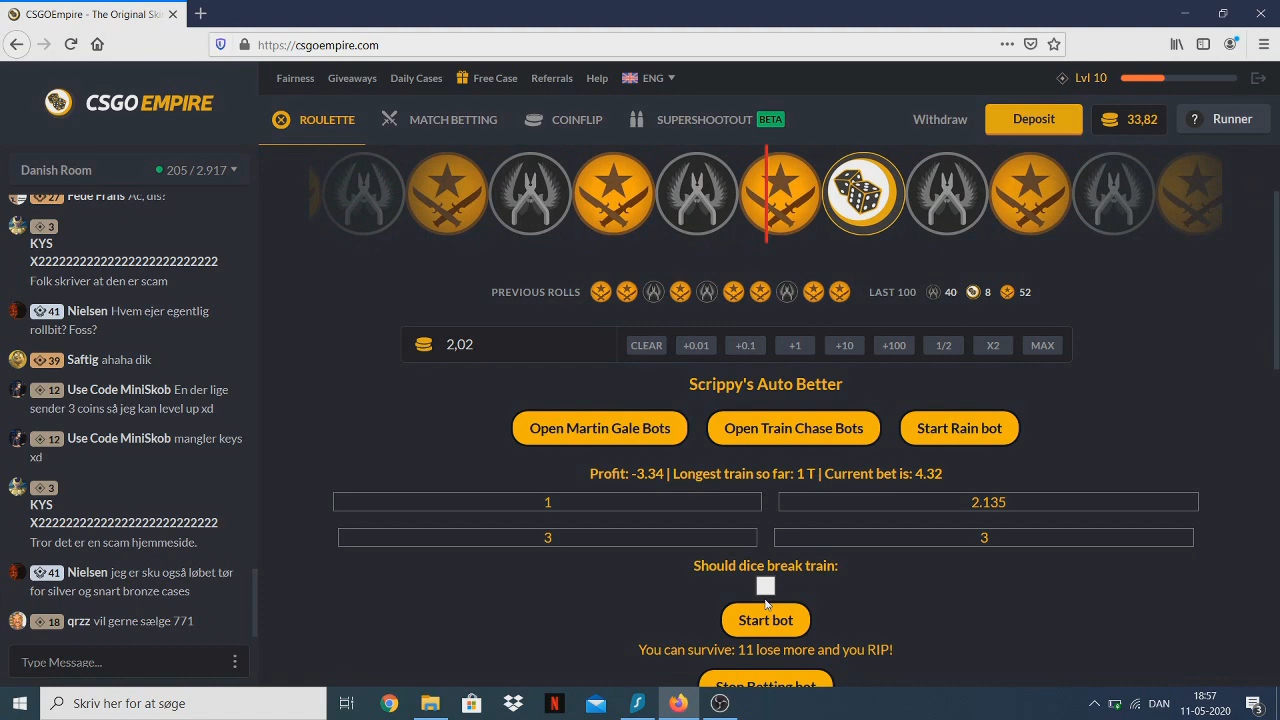 CSGOEmpire - The Original Ski
https://csgoempire.com
CSGOEMPIRE
Fairness
Giveaways
Daily Cases
Free Case
Referrals
Help
ENG
Lvl 10
ROULETTE
MATCH BETTING
COINFLIP
SUPERSHOOTOUT BETA
Withdraw
Deposit
33,82
? Runner
Danish Room
205 / 2.917
Fede Frans Ac, dis?
3
KYS
X22222222222222222222222222
Folk skriver at den er scam
41 Nielsen Hvem ejer egentlig
rollbit? Foss?
39 Saftig ahaha dik
12 Use Code MiniSkob En der lige
sender 3 coins så jeg kan level up xd
12 Use Code MiniSkob mangler keys
xd
3
KYS
X22222222222222222222222222
Tror det er en scam hjemmeside.
41 Nielsen jeg er sku også løbet tør
for silver og snart bronze cases
18 qrzz vil gerne sælge 771
Type Message...
PREVIOUS ROLLS
LAST 100
40
8
52
2,02
CLEAR
+0.01
+0.1
+1
+10
+100
1/2
X2
MAX
Scrippy's Auto Better
Open Martin Gale Bots
Open Train Chase Bots
Start Rain bot
Profit: -3.34 | Longest train so far: 1 T | Current bet is: 4.32
1
2.135
3
3
Should dice break train:
Start bot
You can survive: 11 lose more and you RIP!
Stop Betting bot
Skriv her for at søge
DAN
18:57
11-05-2020
3